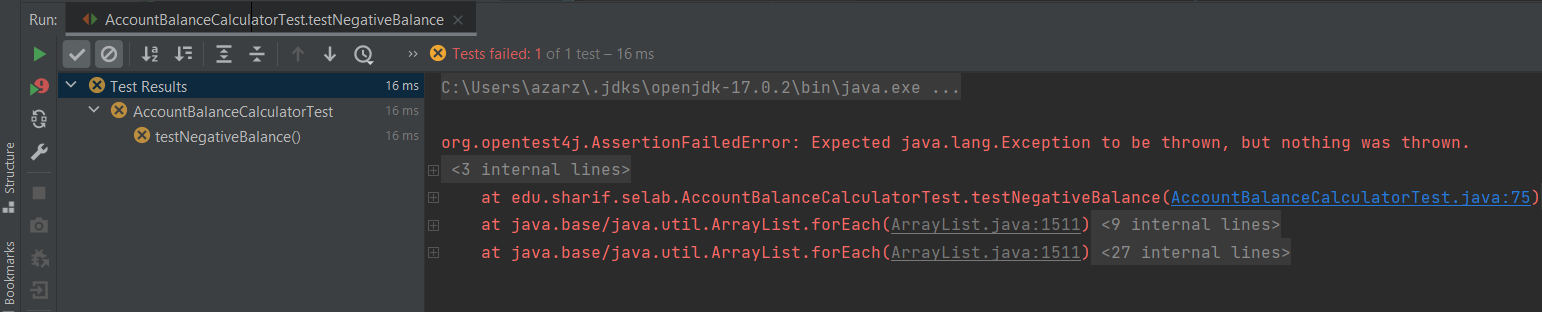 Run: AccountBalanceCalculatorTest.testNegativeBalance
» Tests failed: 1 of 1 test – 16 ms
Test Results 16 ms
AccountBalanceCalculatorTest 16 ms
testNegativeBalance() 16 ms
C:\Users\azarz\.jdks\openjdk-17.0.2\bin\java.exe ...
org.opentest4j.AssertionFailedError: Expected java.lang.Exception to be thrown, but nothing was thrown.
<3 internal lines>
at edu.sharif.selab.AccountBalanceCalculatorTest.testNegativeBalance(AccountBalanceCalculatorTest.java:75)
at java.base/java.util.ArrayList.forEach(ArrayList.java:1511) <9 internal lines>
at java.base/java.util.ArrayList.forEach(ArrayList.java:1511) <27 internal lines>
Structure
Bookmarks